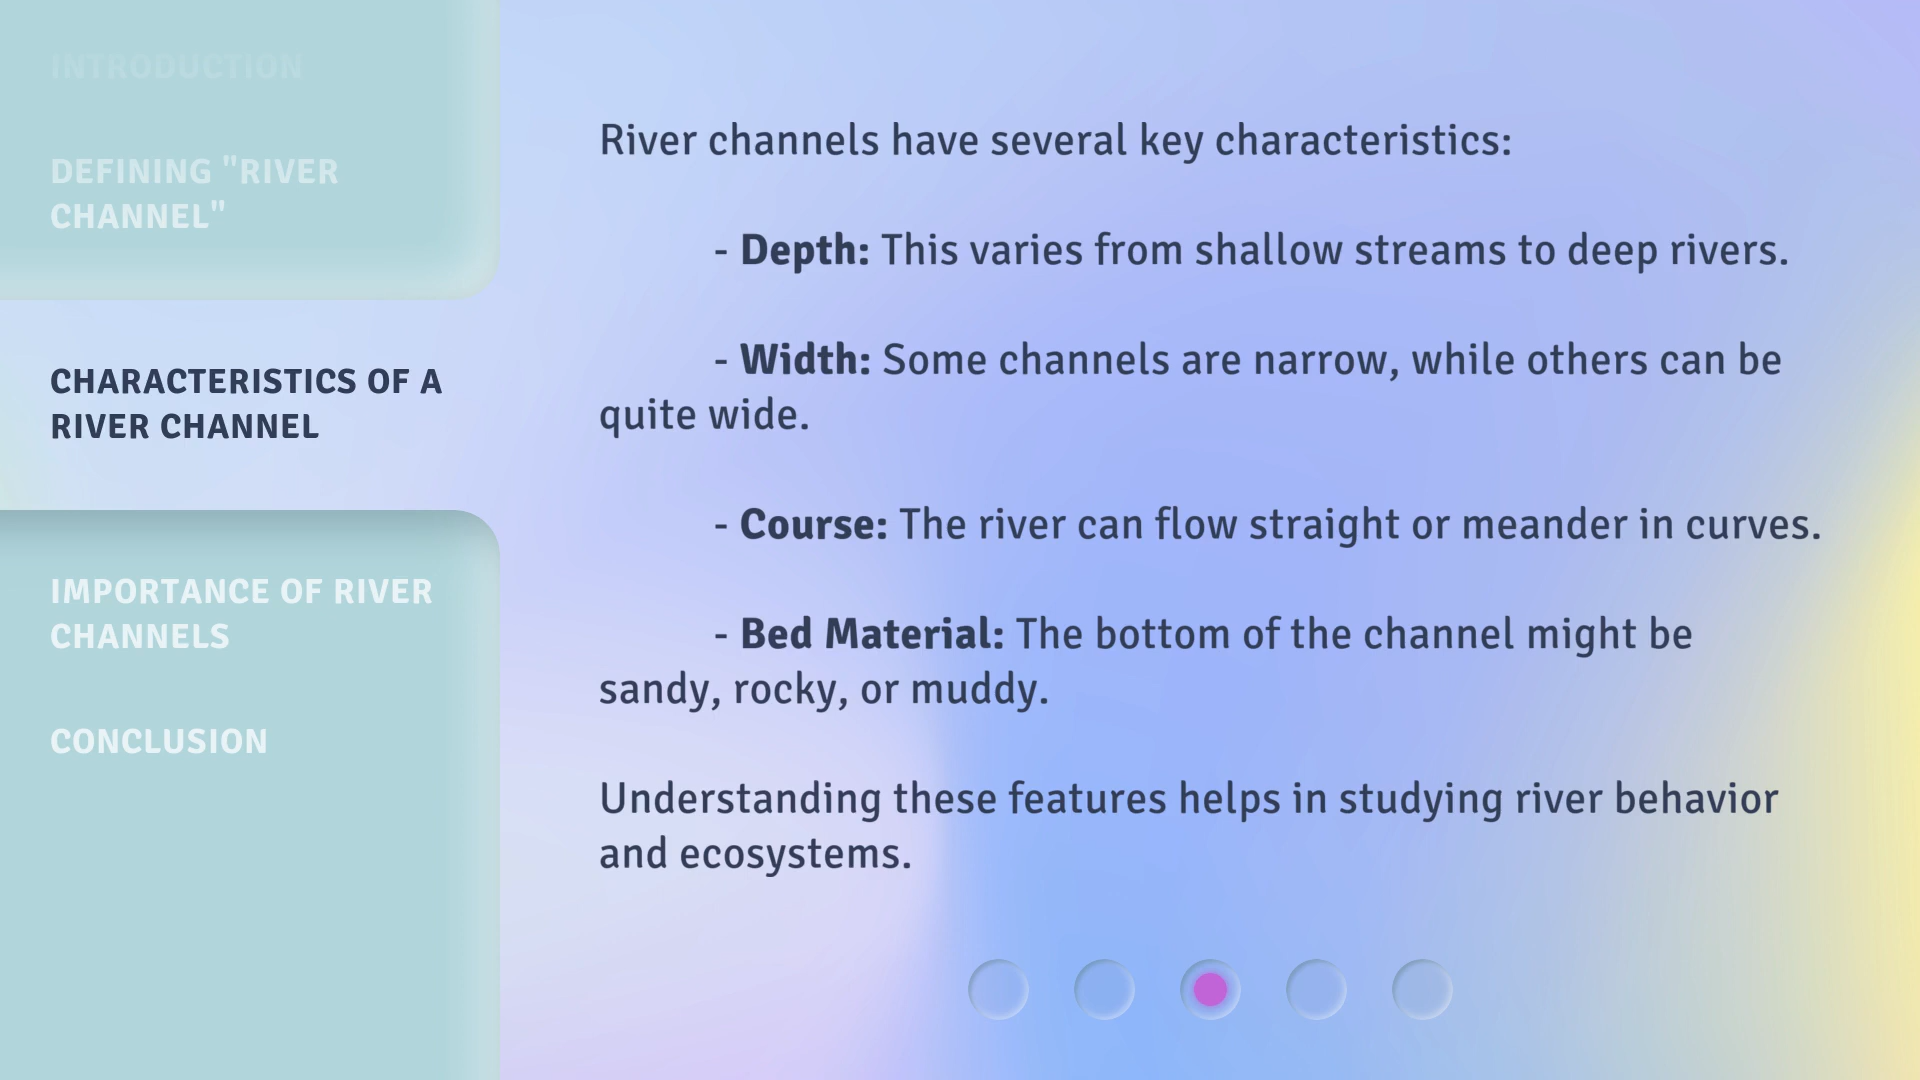 INTRODUCTION
DEFINING "RIVER
CHANNEL"
CHARACTERISTICS OF A
RIVER CHANNEL
IMPORTANCE OF RIVER
CHANNELS
CONCLUSION
River channels have several key characteristics:
- Depth: This varies from shallow streams to deep rivers.
- Width: Some channels are narrow, while others can be
quite wide.
- Course: The river can flow straight or meander in curves.
- Bed Material: The bottom of the channel might be
sandy, rocky, or muddy.
Understanding these features helps in studying river behavior
and ecosystems.